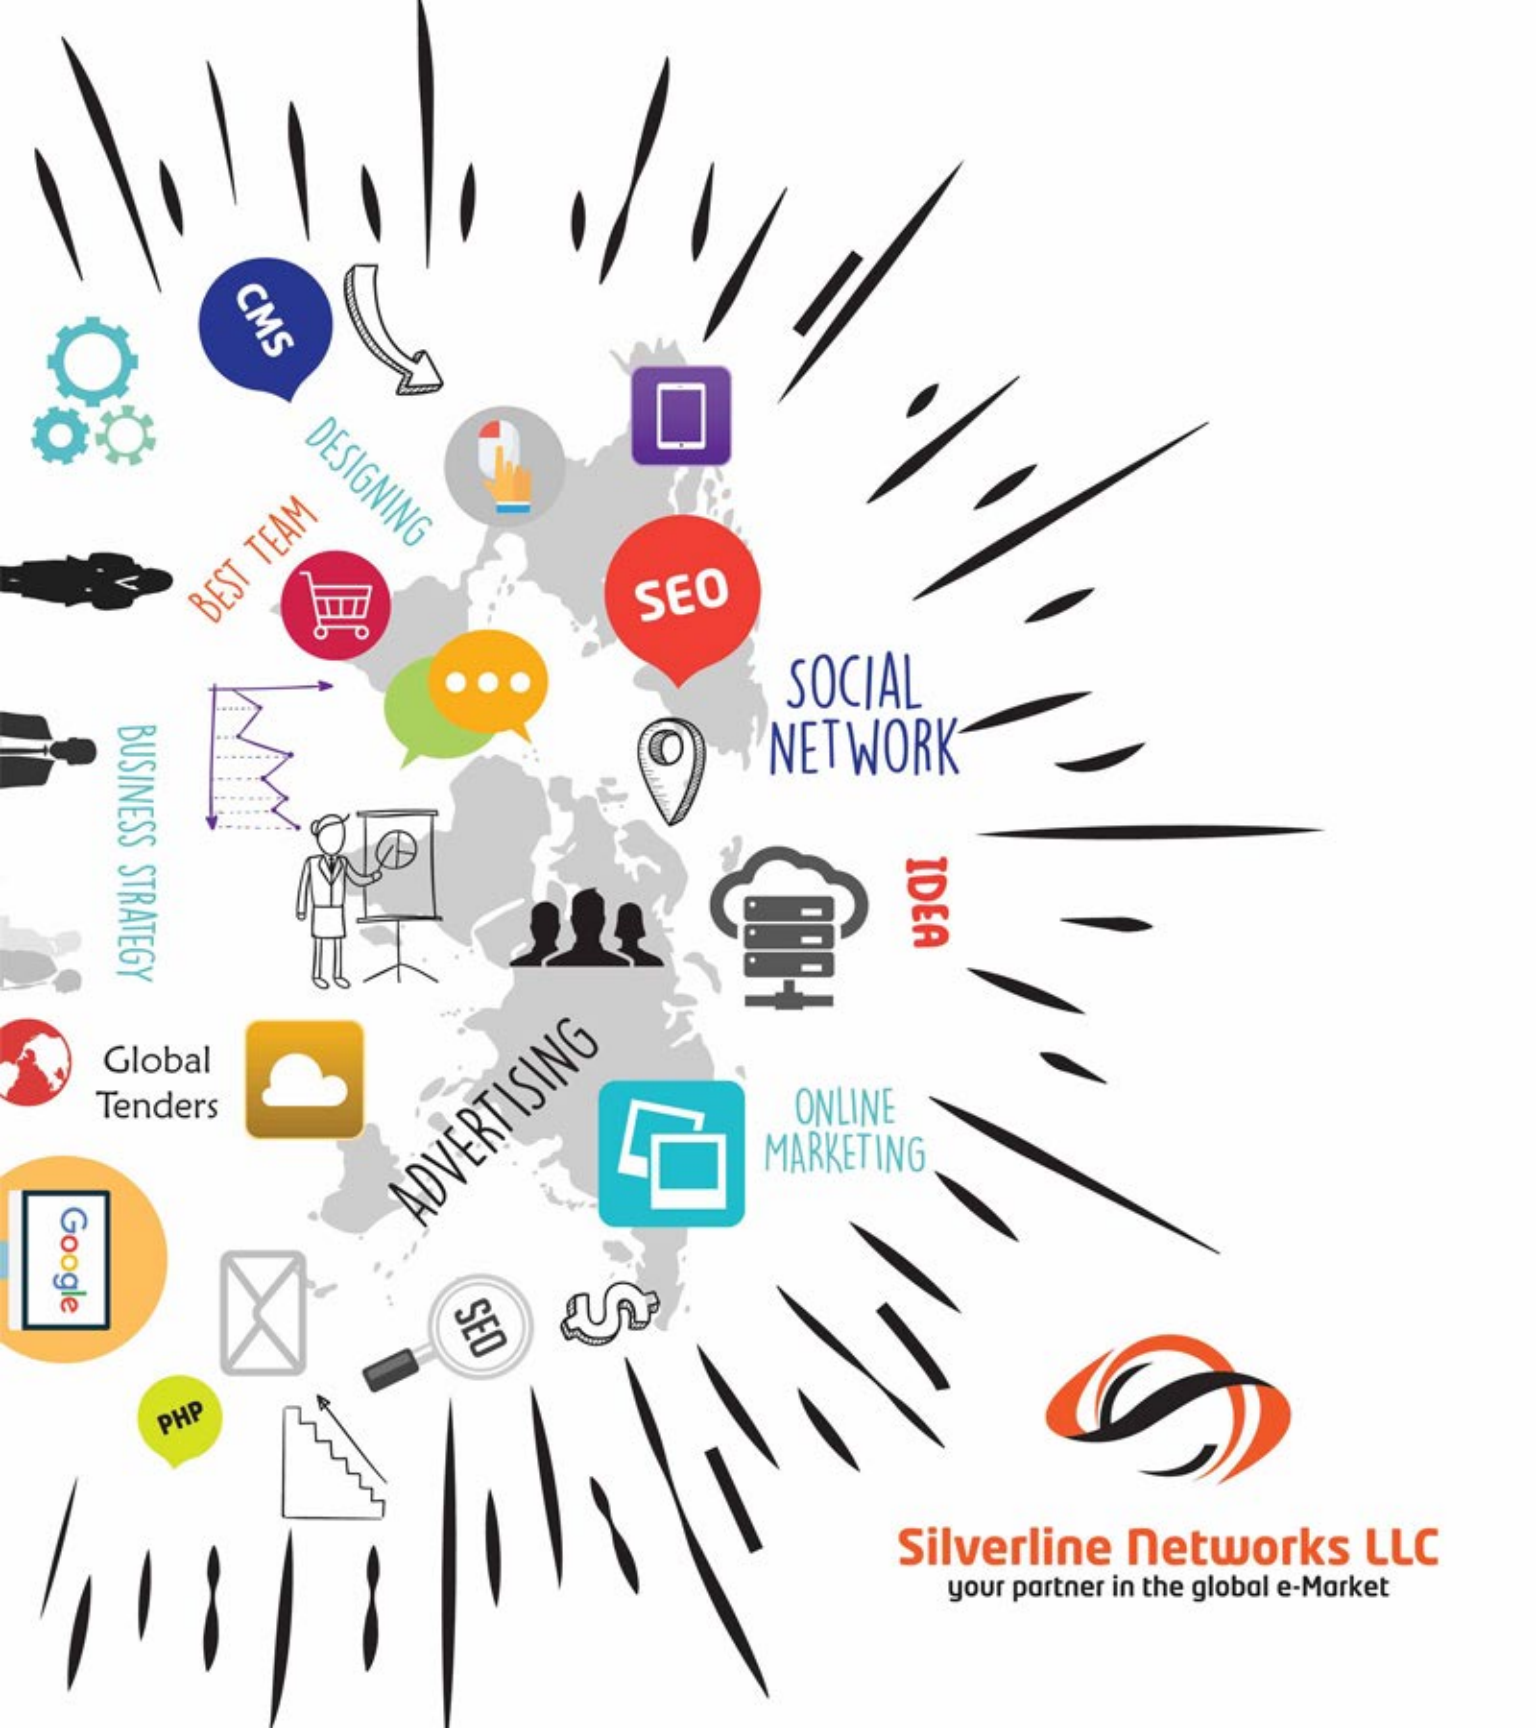 CMS
DESIGNING
BEST TEAM
SEO
SOCIAL
NETWORK
BUSINESS STRATEGY
IDEA
Global
Tenders
ADVERTISING
ONLINE
MARKETING
Google
SEO
PHP
Silverline Networks LLC
your partner in the global e-Market